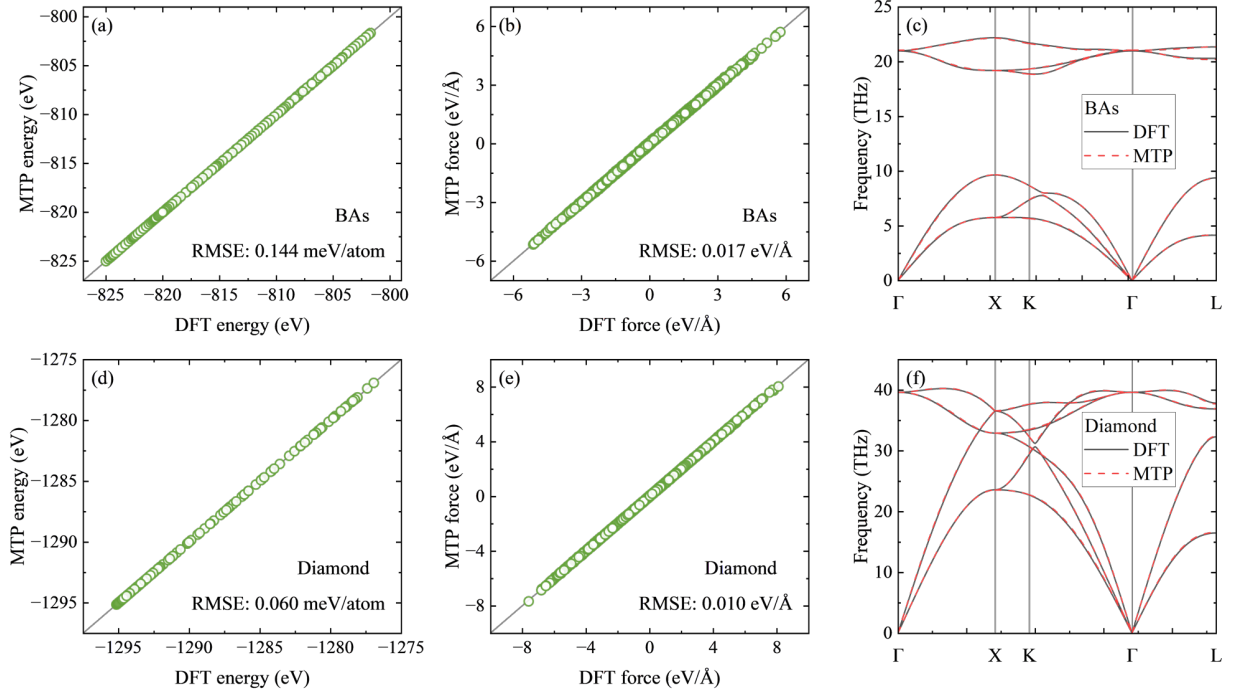 (a)
−800
−805
−810
−815
−820
−825
MTP energy (eV)
BAs
RMSE: 0.144 meV/atom
−825 −820 −815 −810 −805 −800
DFT energy (eV)
(b)
6
3
0
−3
−6
MTP force (eV/Å)
BAs
RMSE: 0.017 eV/Å
−6 −3 0 3 6
DFT force (eV/Å)
(c)
25
20
15
10
5
0
Frequency (THz)
BAs
DFT
MTP
Γ X K Γ L
(d)
−1275
−1280
−1285
−1290
−1295
MTP energy (eV)
Diamond
RMSE: 0.060 meV/atom
−1295 −1290 −1285 −1280 −1275
DFT energy (eV)
(e)
8
4
0
−4
−8
MTP force (eV/Å)
Diamond
RMSE: 0.010 eV/Å
−8 −4 0 4 8
DFT force (eV/Å)
(f)
40
30
20
10
0
Frequency (THz)
Diamond
DFT
MTP
Γ X K Γ L